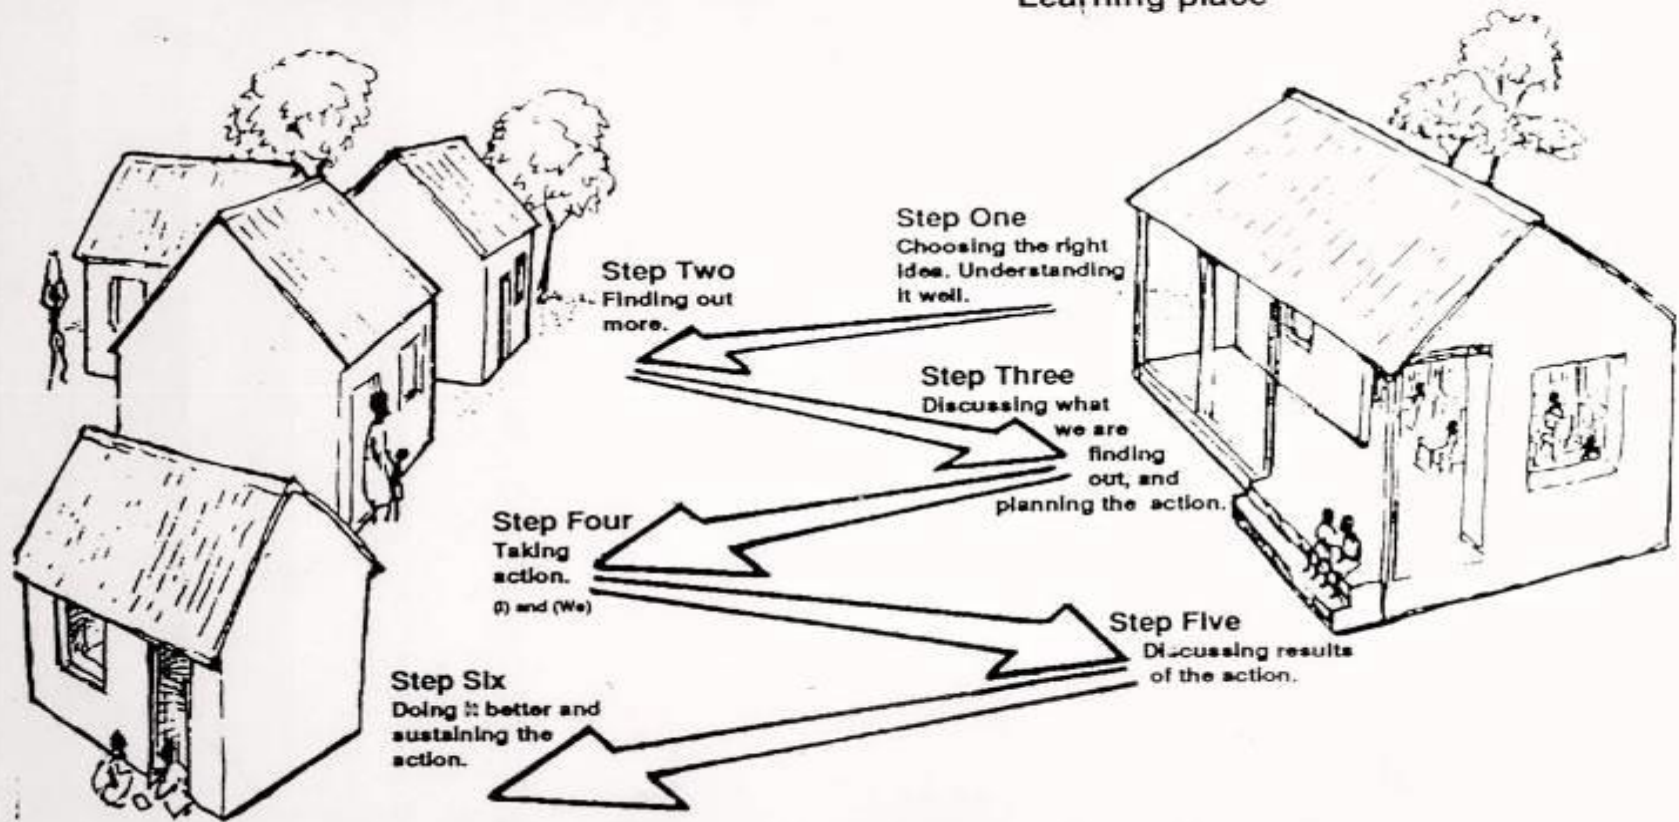 Learning place
Step One
Choosing the right
idea. Understanding
it well.
Step Two
Finding out
more.
Step Three
Discussing what
we are
finding
out, and
planning the action.
Step Four
Taking
action.
(I) and (We)
Step Five
Discussing results
of the action.
Step Six
Doing it better and
sustaining the
action.